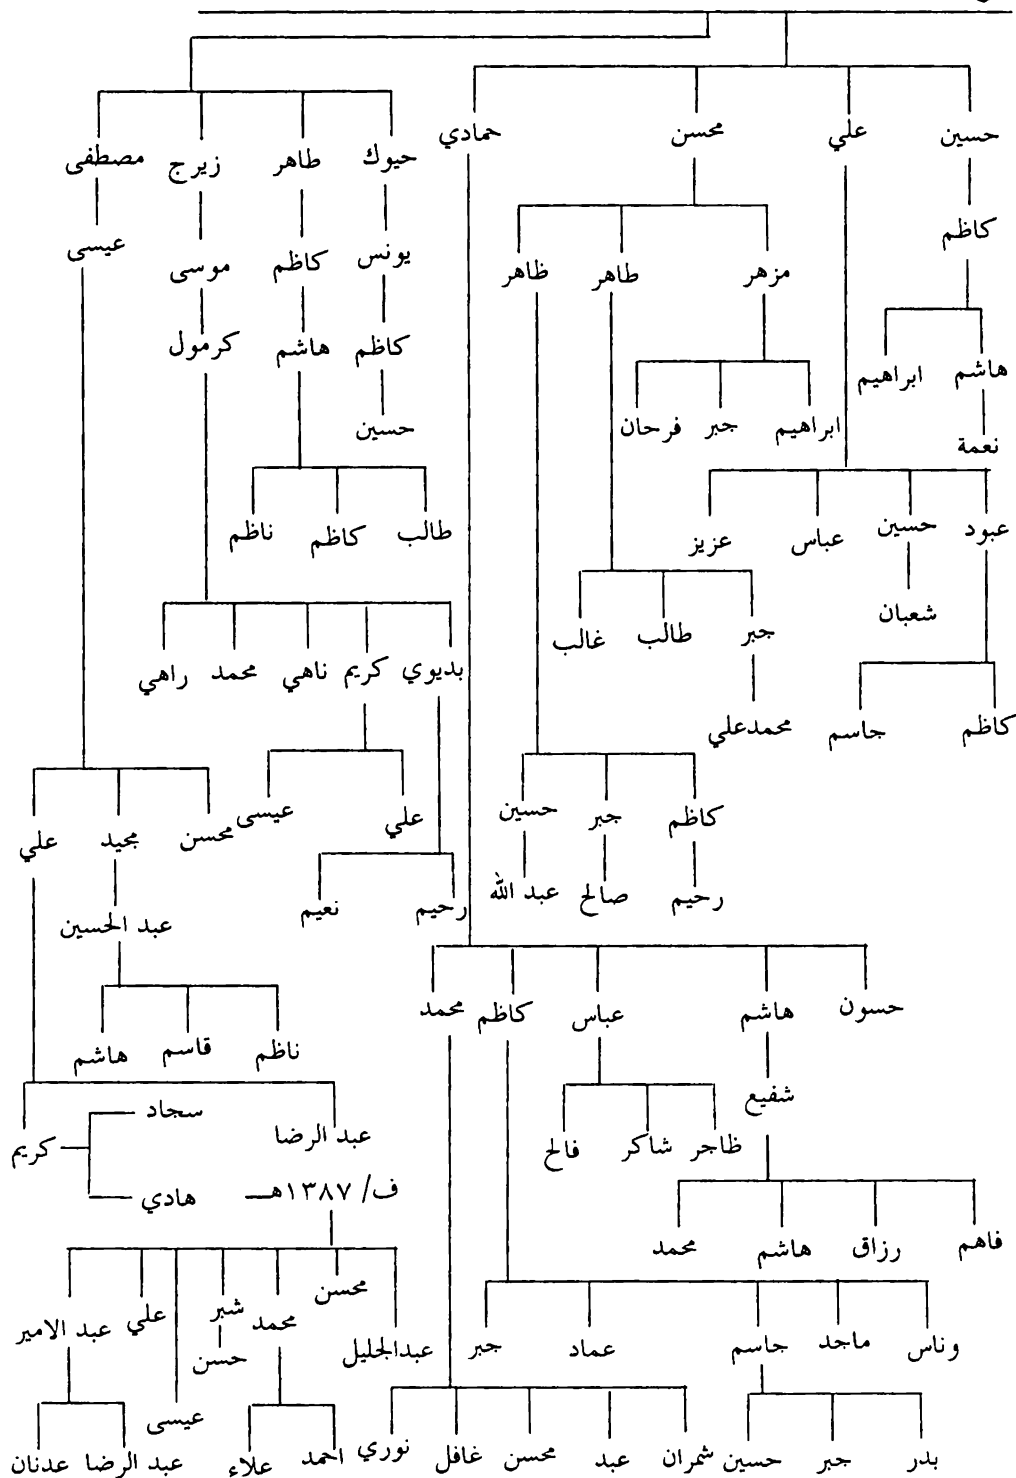 حسين علي محسن حمادي
حيوك طاهر زيرج مصطفى
كاظم
يونس كاظم موسى عيسى
مزهر طاهر ظاهر
هاشم ابراهيم
كاظم هاشم كرمول
نعمة
ابراهيم جبر فرحان
حسين
عبود حسين عباس عزيز
طالب كاظم ناظم
شعبان
جبر طالب غالب
بديوي كريم ناهي محمد راهي
كاظم جاسم
محمدعلي
كاظم جبر حسين
علي عيسى
محسن مجيد علي
رحيم صالح عبد الله
رحيم نعيم
عبد الحسين
حسون هاشم عباس كاظم محمد
ناظم قاسم هاشم
شفيع
سجاد
عبد الرضا
كريم
ظاجر شاكر فالح
ف/ ١٣٨٧هـ
هادي
فاهم رزاق هاشم محمد
محسن
محمد شبر علي عبد الامير
عبدالجليل
حسن
وناس ماجد جاسم عماد جبر
عيسى
بدر جبر حسين
شمران عبد محسن غافل نوري
احمد علاء
عبد الرضا عدنان